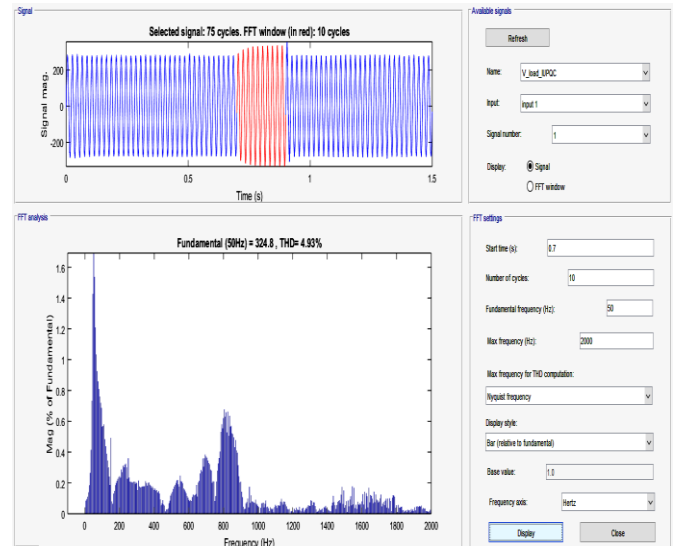 Signal
Selected signal: 75 cycles. FFT window (in red): 10 cycles
Signal mag.
200
0
-200
0
0.5
1
1.5
Time (s)
Available signals
Refresh
Name:
V_load_iUPQC
Input:
input 1
Signal number:
1
Display:
Signal
FFT window
FFT analysis
Fundamental (50Hz) = 324.8 , THD= 4.93%
Mag (% of Fundamental)
1.6
1.4
1.2
1
0.8
0.6
0.4
0.2
0
0
200
400
600
800
1000
1200
1400
1600
1800
2000
Frequency (Hz)
FFT settings
Start time (s):
0.7
Number of cycles:
10
Fundamental frequency (Hz):
50
Max frequency (Hz):
2000
Max frequency for THD computation:
Nyquist frequency
Display style:
Bar (relative to fundamental)
Base value:
1.0
Frequency axis:
Hertz
Display
Close